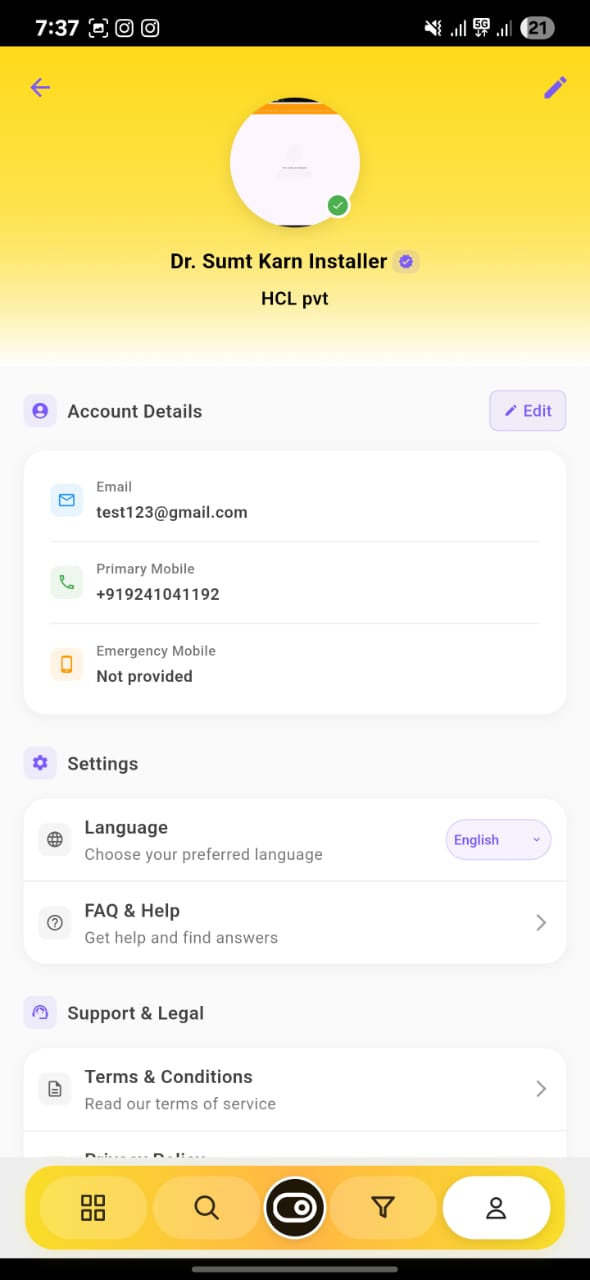 7:37
5G
21
Dr. Sumt Karn Installer
HCL pvt
Account Details
Edit
Email
test123@gmail.com
Primary Mobile
+919241041192
Emergency Mobile
Not provided
Settings
Language
English
Choose your preferred language
FAQ & Help
Get help and find answers
Support & Legal
Terms & Conditions
Read our terms of service
Privacy Policy